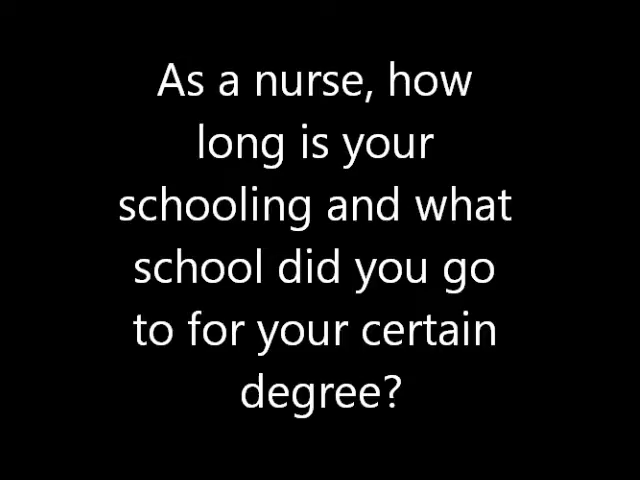 As a nurse, how
long is your
schooling and what
school did you go
to for your certain
degree?